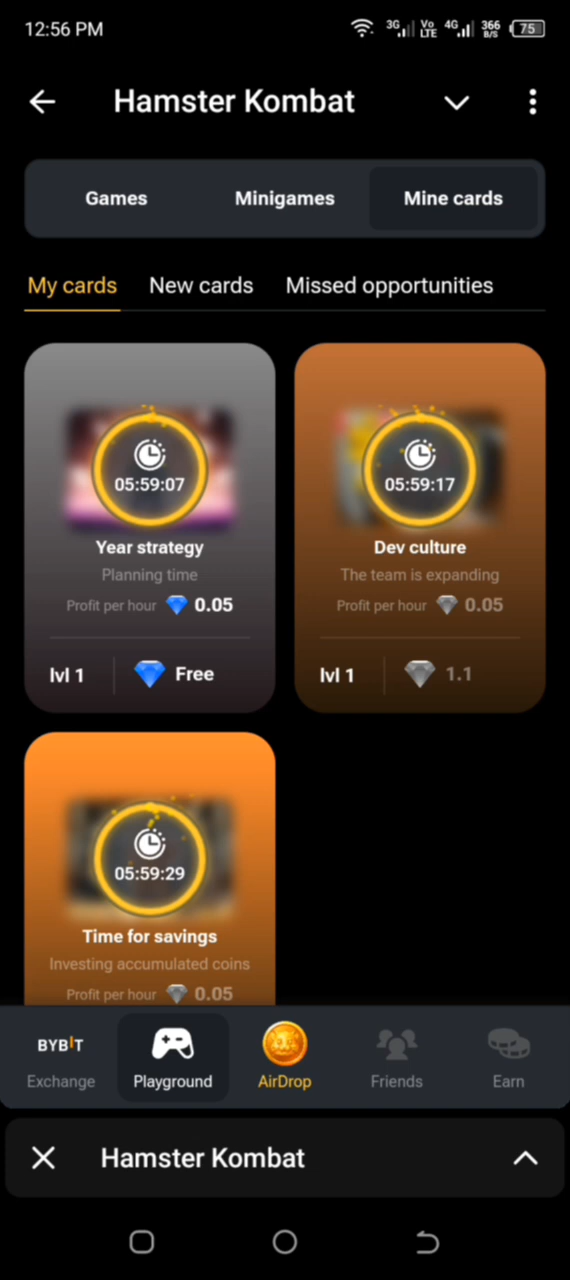 12:56 PM 3G Vo LTE 4G 366 B/S 75
Hamster Kombat
Games Minigames Mine cards
My cards New cards Missed opportunities
05:59:07
Year strategy
Planning time
Profit per hour 0.05
lvl 1 Free
05:59:17
Dev culture
The team is expanding
Profit per hour 0.05
lvl 1 1.1
05:59:29
Time for savings
Investing accumulated coins
Profit per hour 0.05
BYBIT
Exchange Playground AirDrop Friends Earn
Hamster Kombat